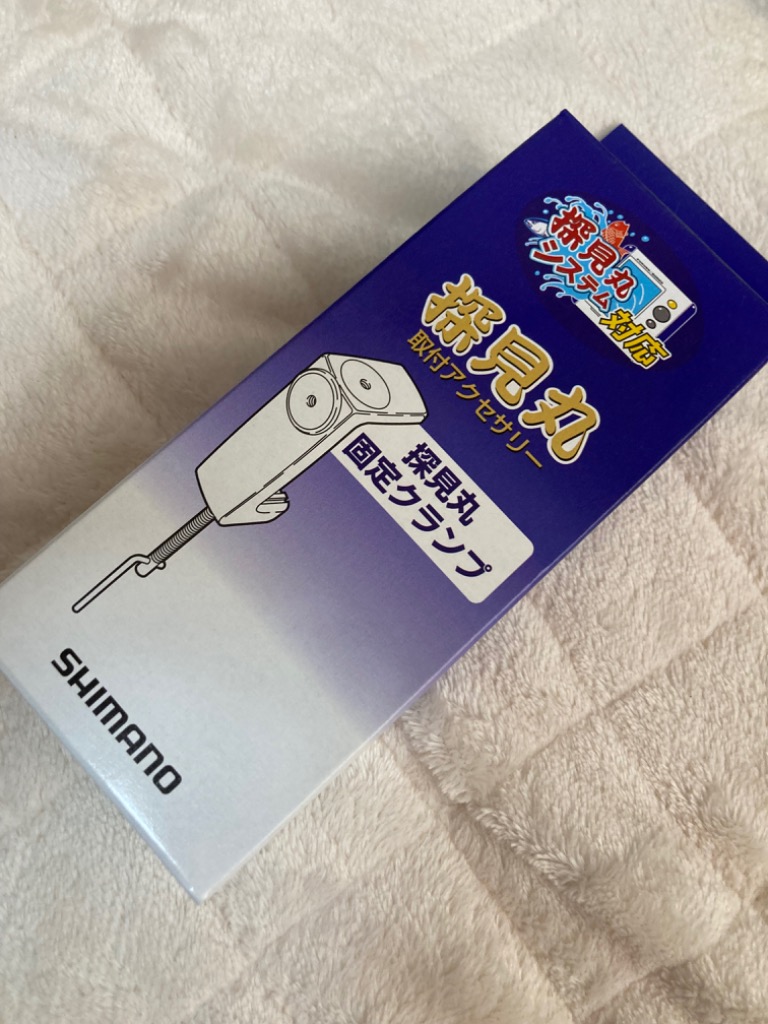 探見丸
システム
対応
探見丸
取付アクセサリー
探見丸
固定クランプ
SHIMANO